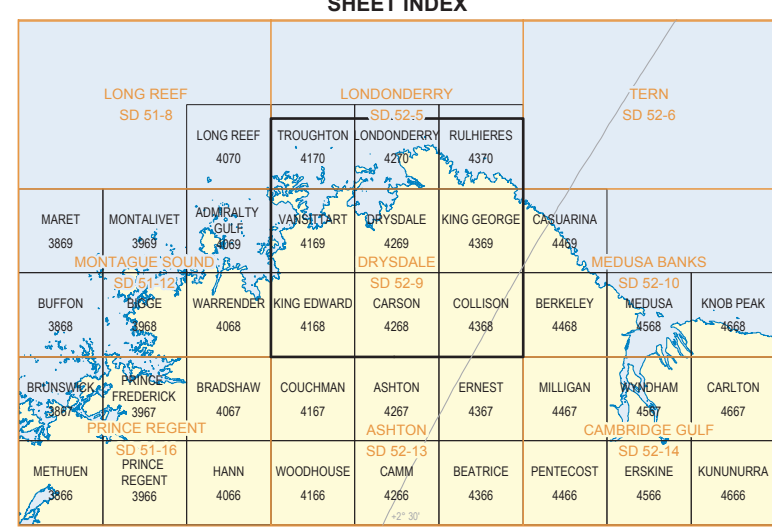 SHEET INDEX
LONG REEF LONDONDERRY TERN
SD 51-8 SD 52-5 SD 52-6
LONG REEF TROUGHTON LONDONDERRY RULHIERES
4070 4170 4270 4370
MARET MONTALIVET ADMIRALTY GULF VANSITTART DRYSDALE KING GEORGE CASUARINA
3869 3969 4069 4169 4269 4369 4469
MONTAGUE SOUND DRYSDALE MEDUSA BANKS
SD 51-12 SD 52-9 SD 52-10
BUFFON BIGGE WARRENDER KING EDWARD CARSON COLLISON BERKELEY MEDUSA KNOB PEAK
3868 3968 4068 4168 4268 4368 4468 4568 4668
BRUNSWICK PRINCE FREDERICK BRADSHAW COUCHMAN ASHTON ERNEST MILLIGAN WYNDHAM CARLTON
3867 3967 4067 4167 4267 4367 4467 4567 4667
PRINCE REGENT ASHTON CAMBRIDGE GULF
SD 51-16 SD 52-13 SD 52-14
METHUEN PRINCE REGENT HANN WOODHOUSE CAMM BEATRICE PENTECOST ERSKINE KUNUNURRA
3866 3966 4066 4166 4266 4366 4466 4566 4666
+2° 30'